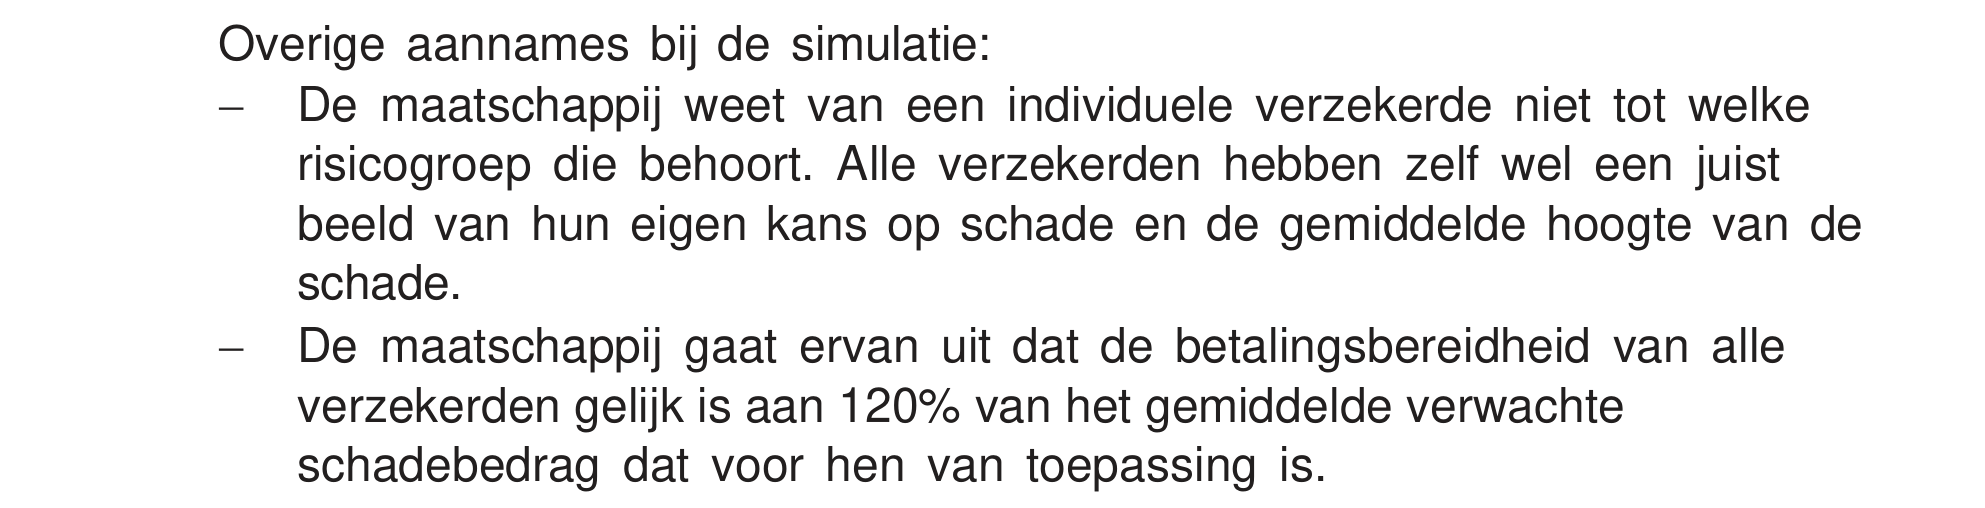 Overige aannames bij de simulatie:
– De maatschappij weet van een individuele verzekerde niet tot welke
risicogroep die behoort. Alle verzekerden hebben zelf wel een juist
beeld van hun eigen kans op schade en de gemiddelde hoogte van de
schade.
– De maatschappij gaat ervan uit dat de betalingsbereidheid van alle
verzekerden gelijk is aan 120% van het gemiddelde verwachte
schadebedrag dat voor hen van toepassing is.